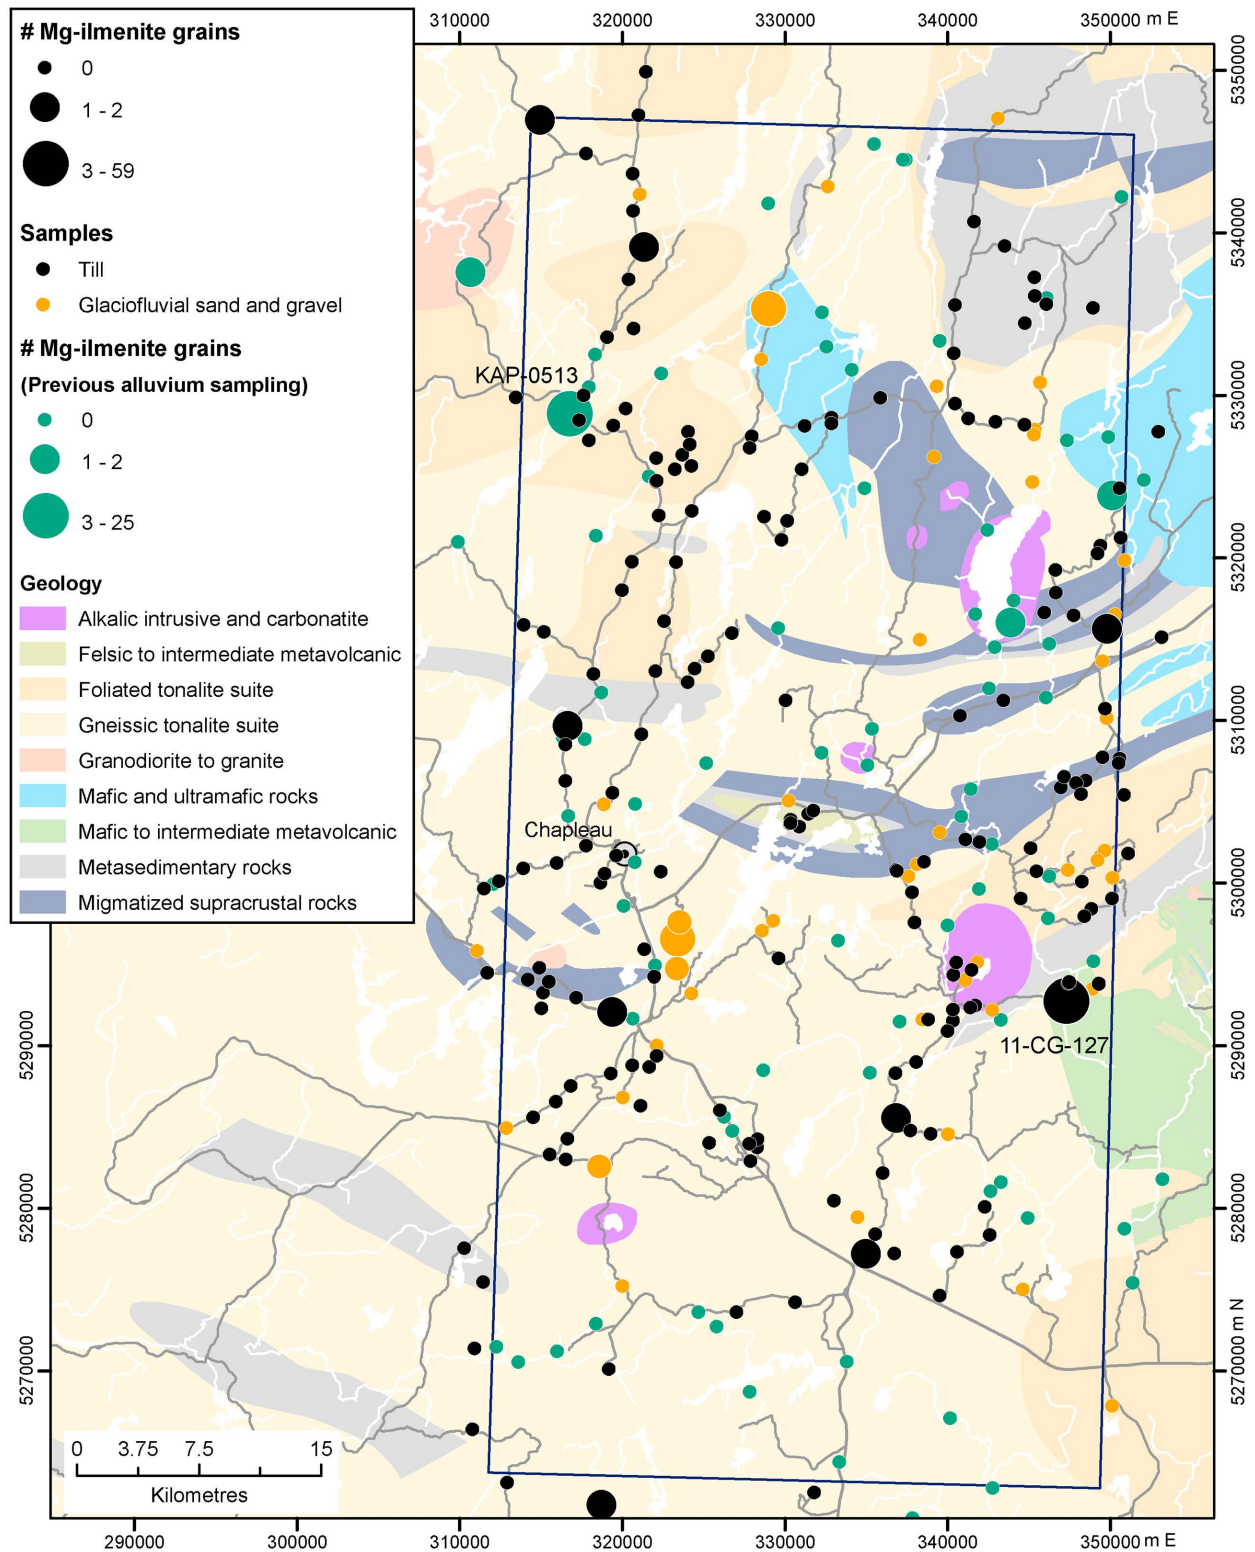 310000 320000 330000 340000 350000 m E
# Mg-ilmenite grains
0
1 - 2
3 - 59
Samples
Till
Glaciofluvial sand and gravel
# Mg-ilmenite grains
(Previous alluvium sampling)
0
1 - 2
3 - 25
Geology
Alkalic intrusive and carbonatite
Felsic to intermediate metavolcanic
Foliated tonalite suite
Gneissic tonalite suite
Granodiorite to granite
Mafic and ultramafic rocks
Mafic to intermediate metavolcanic
Metasedimentary rocks
Migmatized supracrustal rocks
KAP-0513
Chapleau
11-CG-127
5350000
5340000
5330000
5320000
5310000
5300000
5290000
5280000
5270000 m N
5290000
5280000
5270000
0 3.75 7.5 15
Kilometres
290000 300000 310000 320000 330000 340000 350000 m E